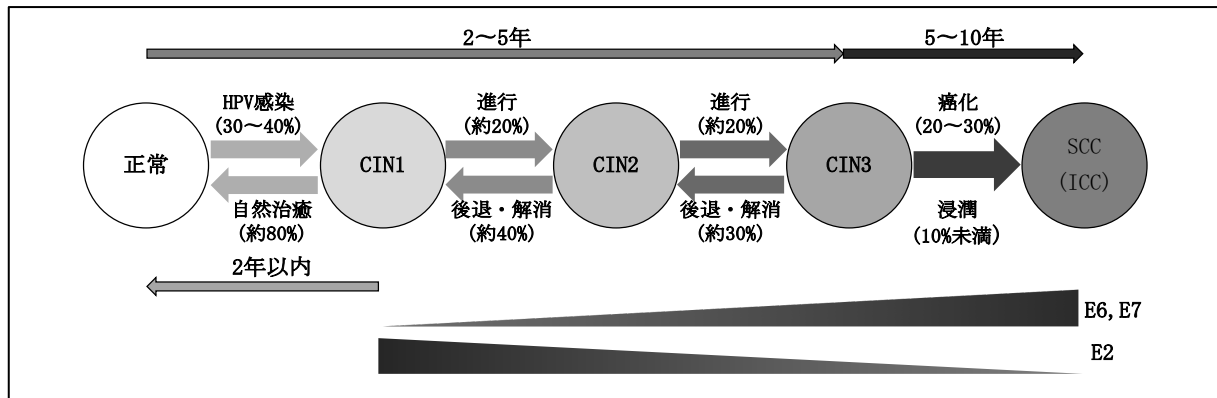 2～5年
5～10年
HPV感染
(30～40%)
進行
(約20%)
進行
(約20%)
癌化
(20～30%)
正常
CIN1
CIN2
CIN3
SCC
(ICC)
自然治癒
(約80%)
後退・解消
(約40%)
後退・解消
(約30%)
浸潤
(10%未満)
2年以内
E6, E7
E2